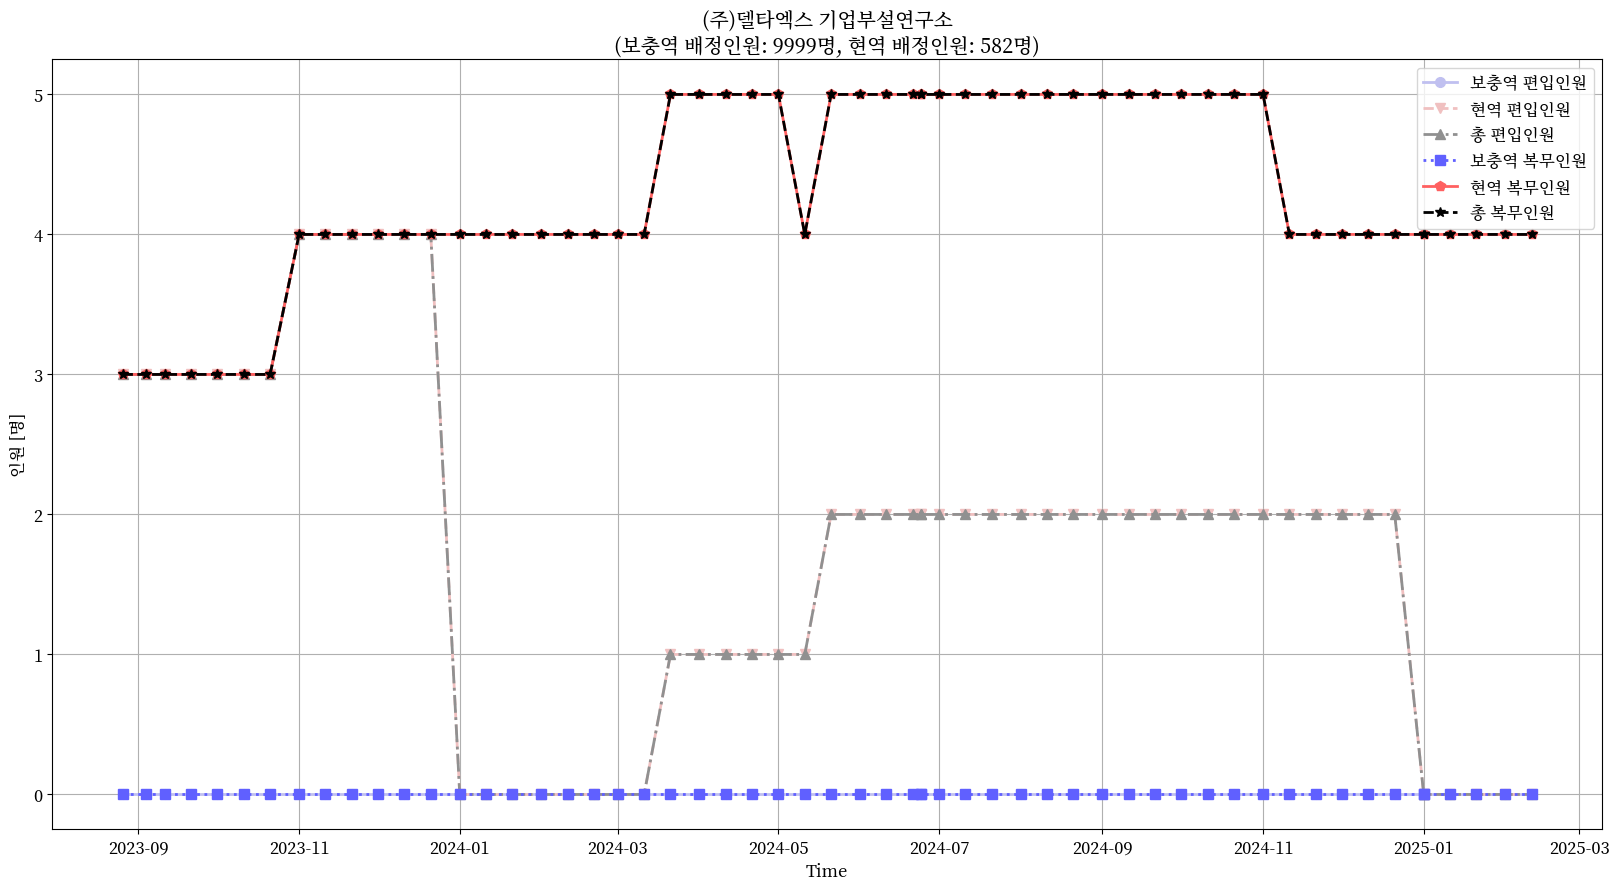 (주)델타엑스 기업부설연구소
(보충역 배정인원: 9999명, 현역 배정인원: 582명)
보충역 편입인원
현역 편입인원
총 편입인원
보충역 복무인원
현역 복무인원
총 복무인원
5
4
3
2
1
0
인원 [명]
2023-09
2023-11
2024-01
2024-03
2024-05
2024-07
2024-09
2024-11
2025-01
2025-03
Time